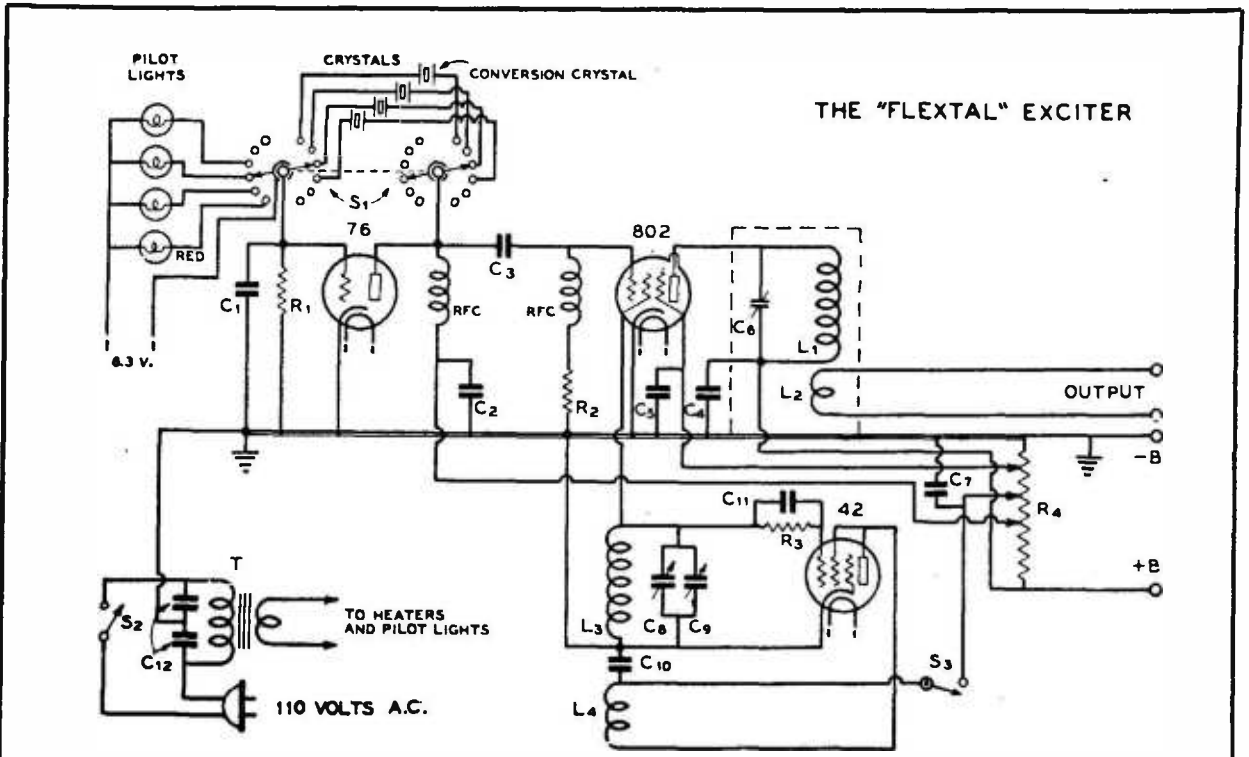 PILOT
LIGHTS
CRYSTALS
CONVERSION CRYSTAL
THE "FLEXTAL" EXCITER
S1
76
802
RED
C1
R1
RFC
C3
RFC
C6
L1
6.3 V.
C2
R2
C5
C4
L2
OUTPUT
-B
C7
C11
42
R4
R3
T
+B
S2
TO HEATERS
AND PILOT LIGHTS
L3
C8
C9
C12
C10
S3
L4
110 VOLTS A.C.